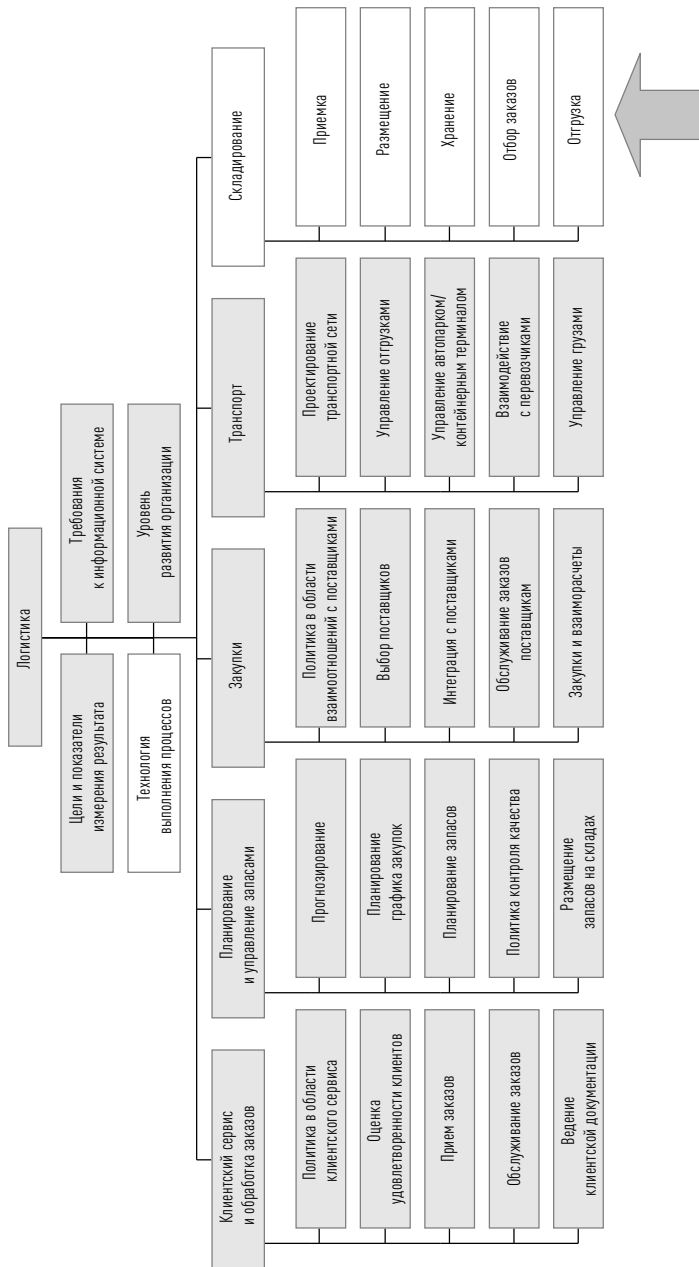 Логистика
Цели и показатели
измерения результата
Требования
к информационной системе
Технология
выполнения процессов
Уровень
развития организации
Клиентский сервис
и обработка заказов
Политика в области
клиентского сервиса
Оценка
удовлетворенности клиентов
Прием заказов
Обслуживание заказов
Ведение
клиентской документации
Планирование
и управление запасами
Прогнозирование
Планирование
графика закупок
Планирование запасов
Политика контроля качества
Размещение
запасов на складах
Закупки
Политика в области
взаимоотношений с поставщиками
Выбор поставщиков
Интеграция с поставщиками
Обслуживание заказов
поставщикам
Закупки и взаиморасчеты
Транспорт
Проектирование
транспортной сети
Управление отгрузками
Управление автопарком/
контейнерным терминалом
Взаимодействие
с перевозчиками
Управление грузами
Складирование
Приемка
Размещение
Хранение
Отбор заказов
Отгрузка